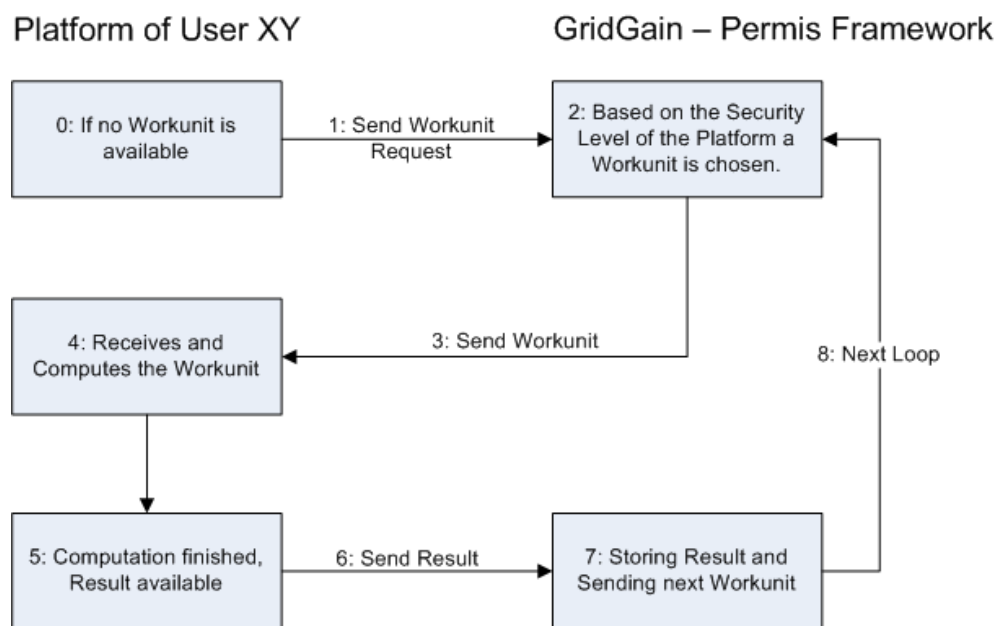 Platform of User XY
GridGain – Permis Framework
0: If no Workunit is
available
1: Send Workunit
Request
2: Based on the Security
Level of the Platform a
Workunit is chosen.
3: Send Workunit
4: Receives and
Computes the Workunit
8: Next Loop
5: Computation finished,
Result available
6: Send Result
7: Storing Result and
Sending next Workunit